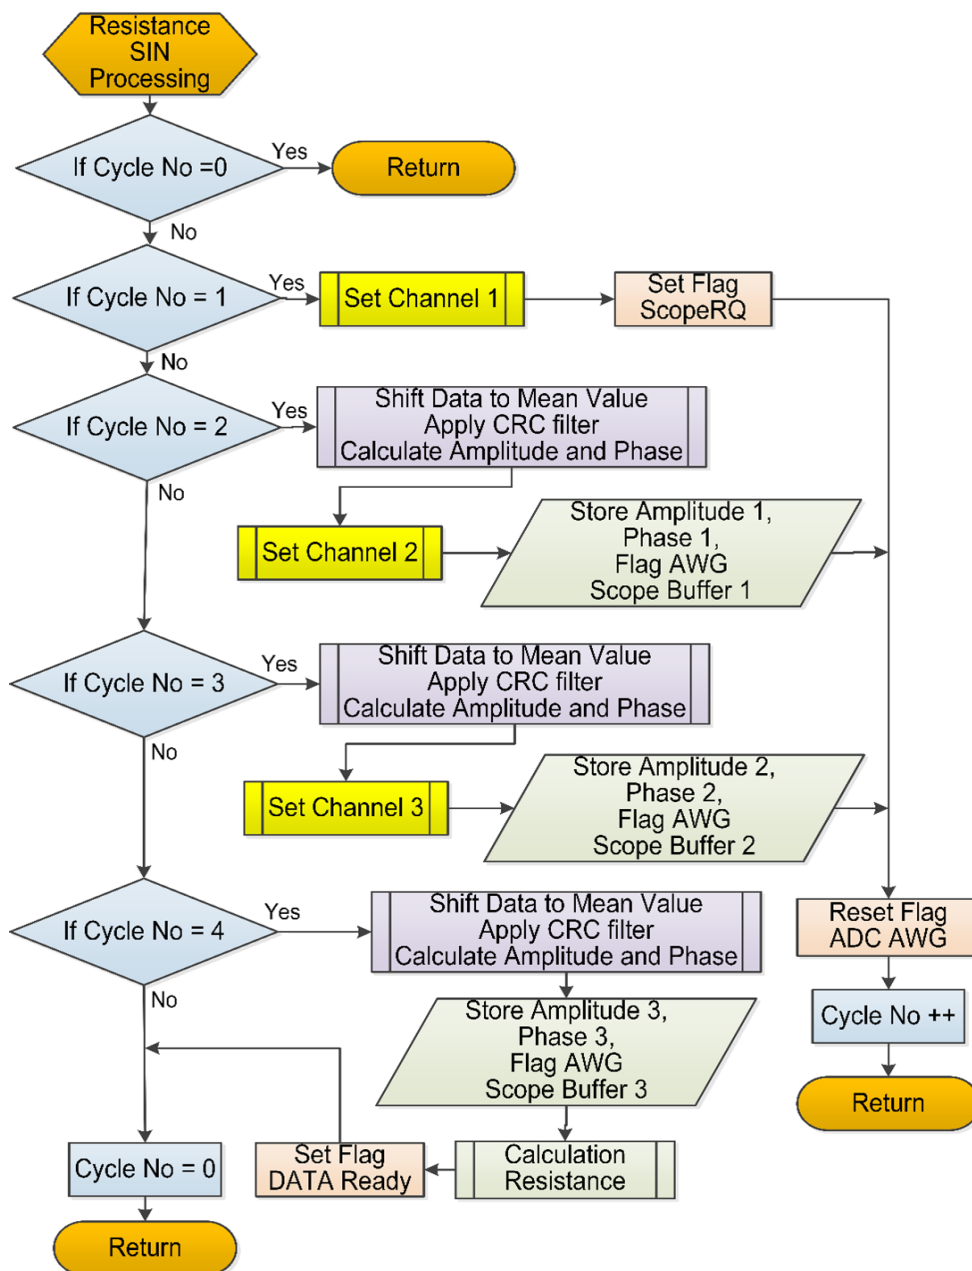 Resistance
SIN
Processing
If Cycle No =0
Yes
Return
No
If Cycle No = 1
Yes
Set Channel 1
Set Flag
ScopeRQ
No
If Cycle No = 2
Yes
Shift Data to Mean Value
Apply CRC filter
Calculate Amplitude and Phase
No
Set Channel 2
Store Amplitude 1,
Phase 1,
Flag AWG
Scope Buffer 1
If Cycle No = 3
Yes
Shift Data to Mean Value
Apply CRC filter
Calculate Amplitude and Phase
No
Set Channel 3
Store Amplitude 2,
Phase 2,
Flag AWG
Scope Buffer 2
If Cycle No = 4
Yes
Shift Data to Mean Value
Apply CRC filter
Calculate Amplitude and Phase
Reset Flag
ADC AWG
No
Store Amplitude 3,
Phase 3,
Flag AWG
Scope Buffer 3
Cycle No ++
Return
Calculation
Resistance
Set Flag
DATA Ready
Cycle No = 0
Return